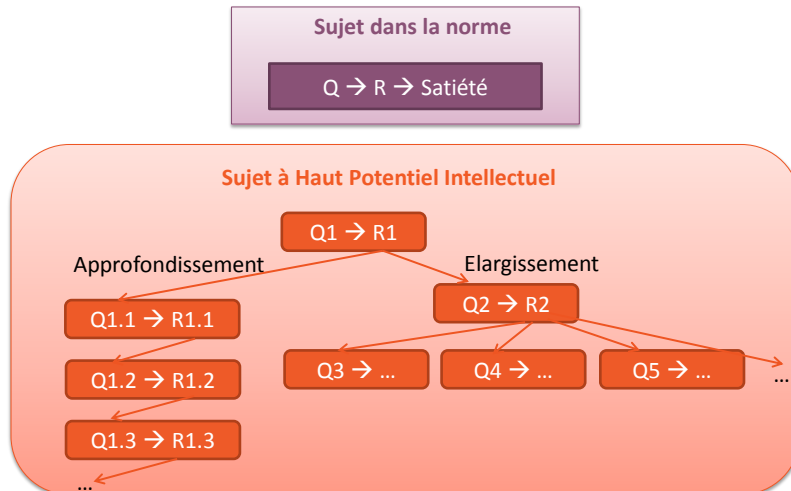 Sujet dans la norme
Q → R → Satiété
Sujet à Haut Potentiel Intellectuel
Q1 → R1
Approfondissement
Elargissement
Q1.1 → R1.1
Q2 → R2
Q1.2 → R1.2
Q3 → ...
Q4 → ...
Q5 → ...
...
Q1.3 → R1.3
...